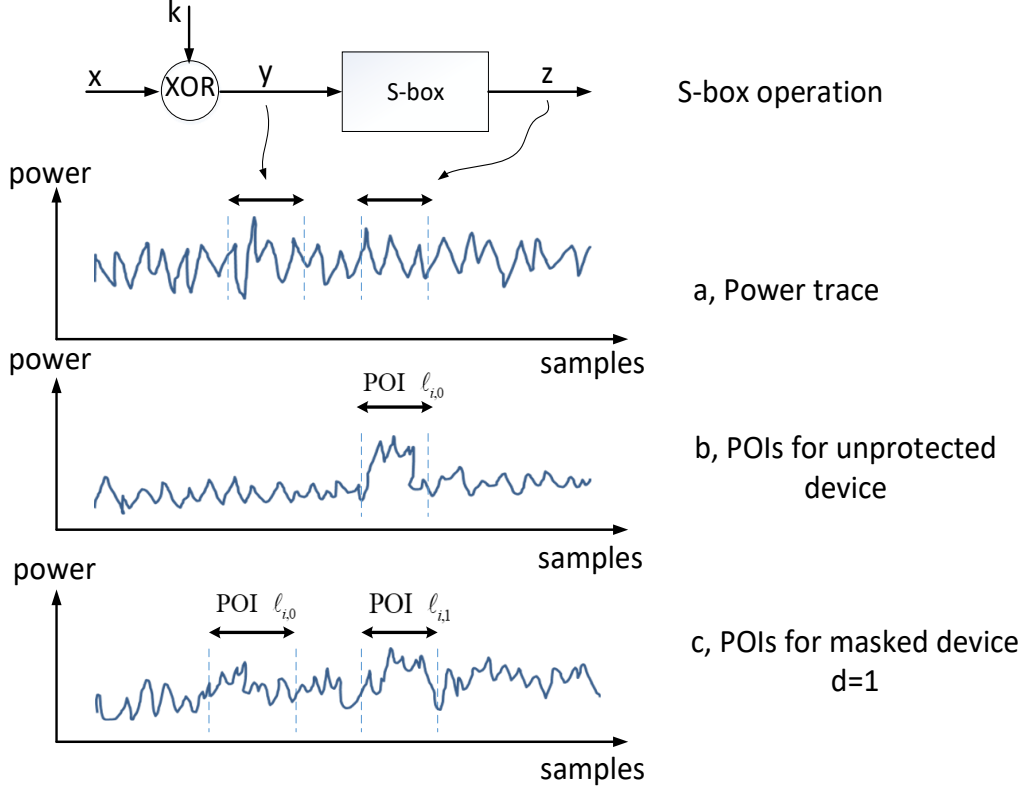 k
x
XOR
y
S-box
z
S-box operation
power
a, Power trace
samples
power
POI ℓi,0
b, POIs for unprotected
device
samples
power
POI ℓi,0
POI ℓi,1
c, POIs for masked device
d=1
samples